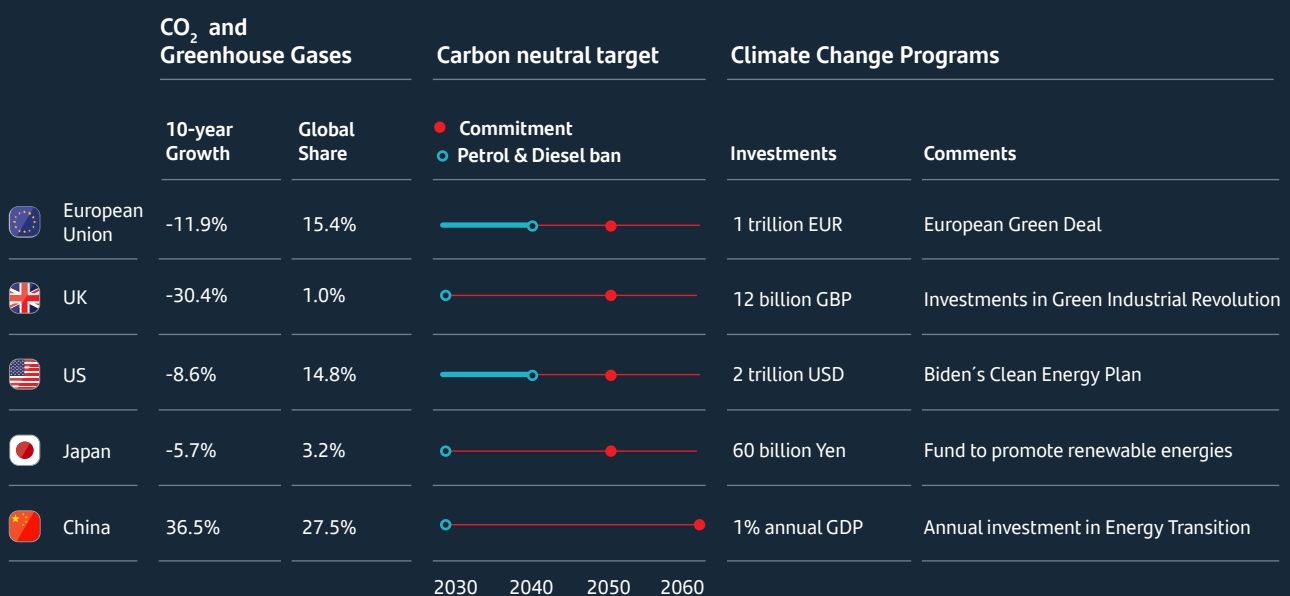 CO2 and
Greenhouse Gases
Carbon neutral target
Climate Change Programs
10-year
Growth
Global
Share
Commitment
Petrol & Diesel ban
Investments
Comments
European
Union
-11.9%
15.4%
1 trillion EUR
European Green Deal
UK
-30.4%
1.0%
12 billion GBP
Investments in Green Industrial Revolution
US
-8.6%
14.8%
2 trillion USD
Biden´s Clean Energy Plan
Japan
-5.7%
3.2%
60 billion Yen
Fund to promote renewable energies
China
36.5%
27.5%
1% annual GDP
Annual investment in Energy Transition
2030 2040 2050 2060